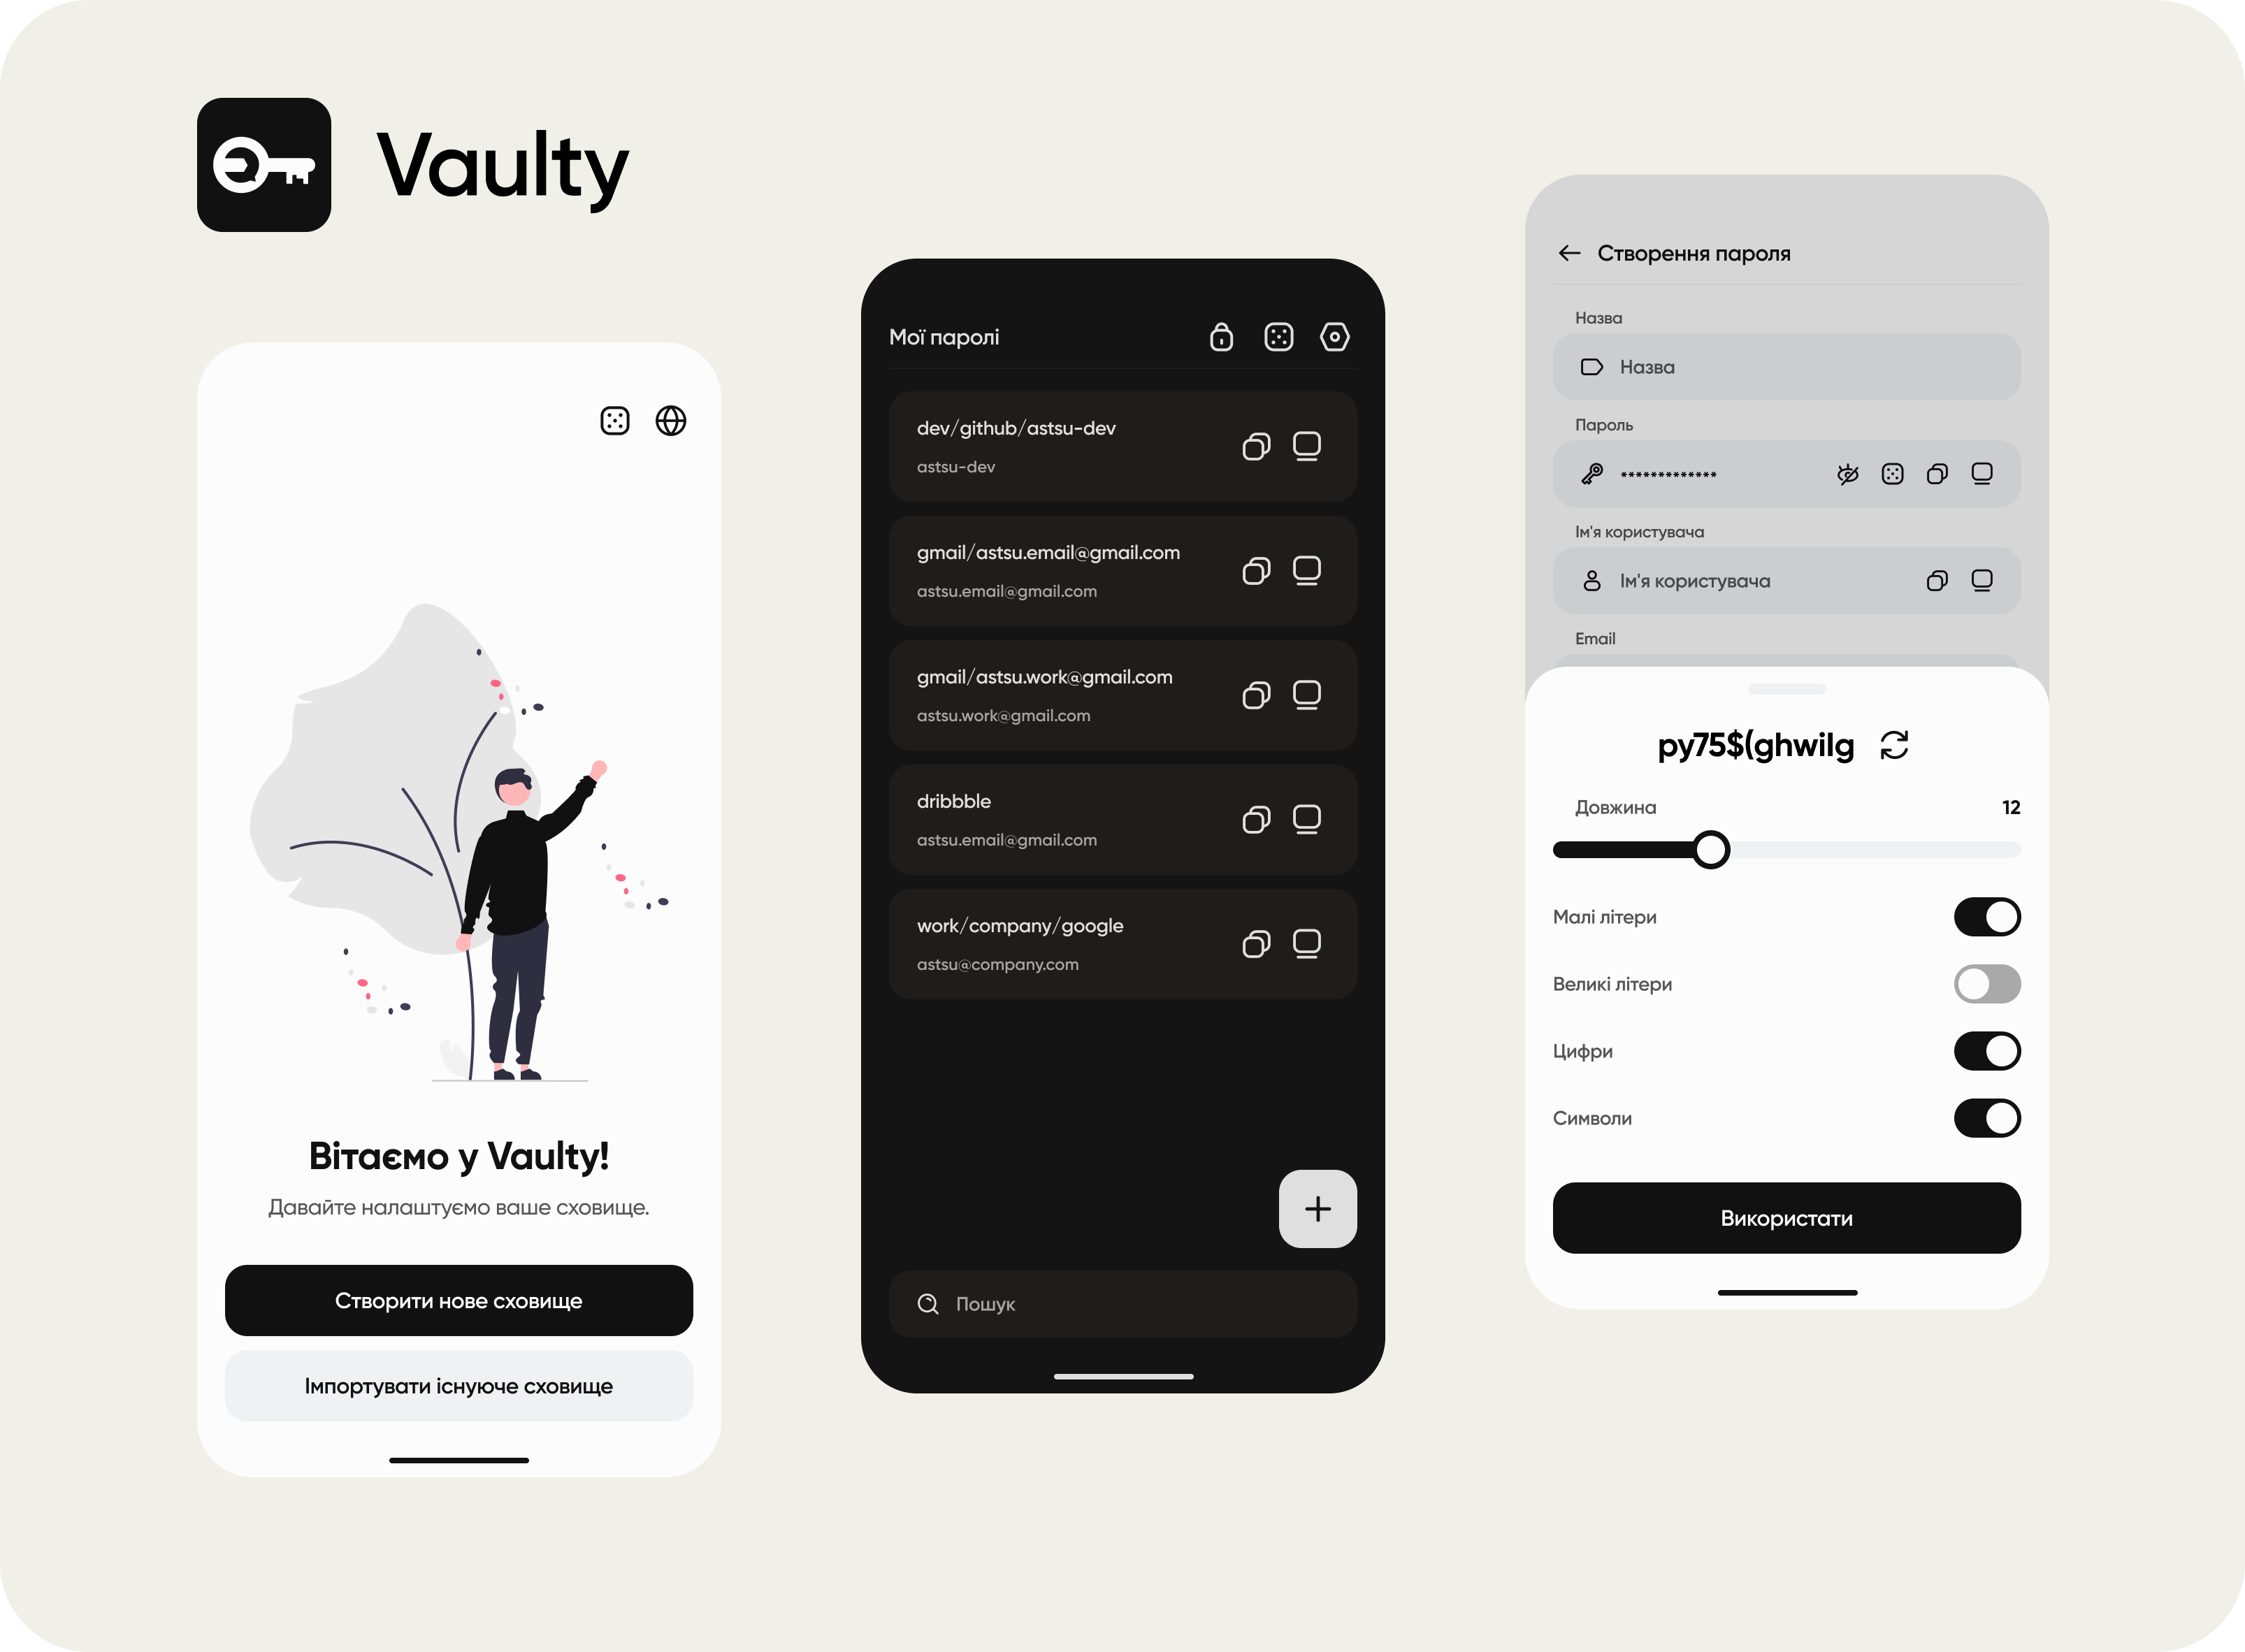 Vaulty
Вітаємо у Vaulty!
Давайте налаштуємо ваше сховище.
Створити нове сховище
Імпортувати існуюче сховище
Мої паролі
dev/github/astsu-dev
astsu-dev
gmail/astsu.email@gmail.com
astsu.email@gmail.com
gmail/astsu.work@gmail.com
astsu.work@gmail.com
dribbble
astsu.email@gmail.com
work/company/google
astsu@company.com
Пошук
Створення пароля
Назва
Назва
Пароль
*************
Ім'я користувача
Ім'я користувача
Email
py75$(ghwilg
Довжина 12
Малі літери
Великі літери
Цифри
Символи
Використати